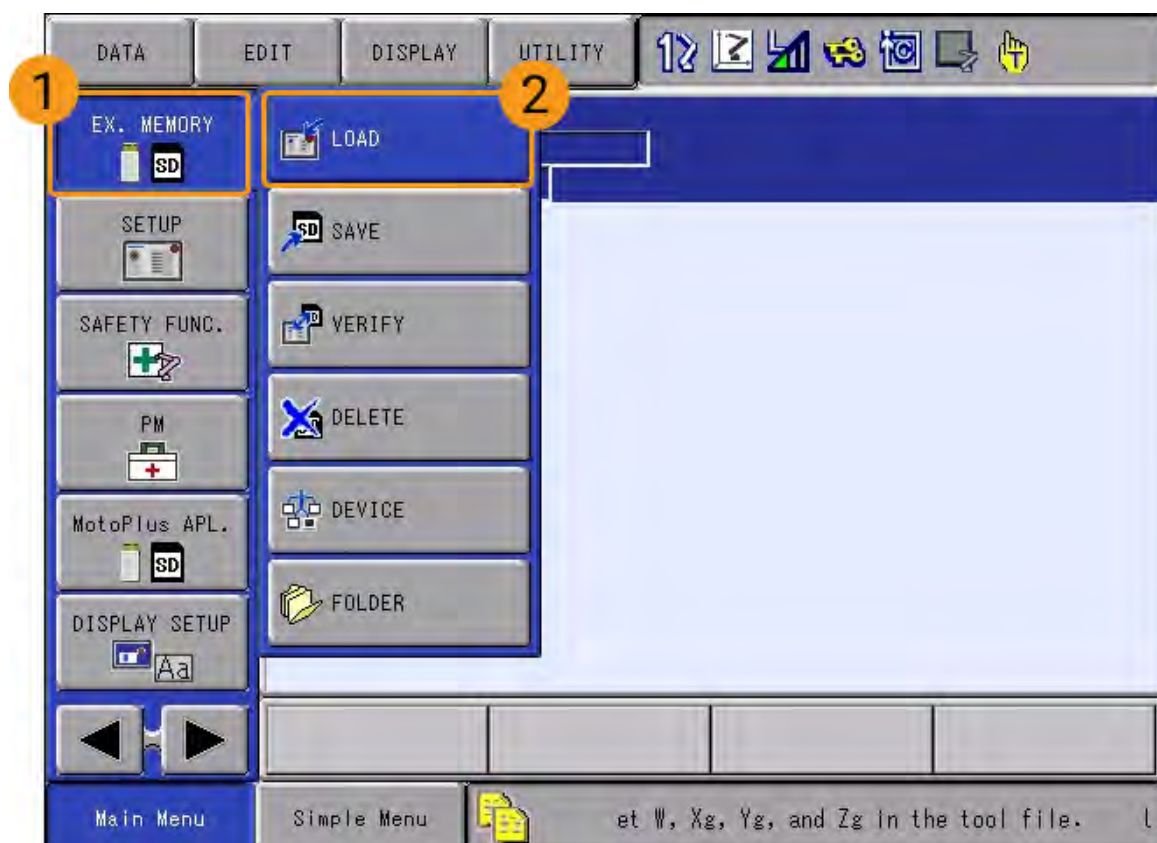 DATA
EDIT
DISPLAY
UTILITY
1
2
EX. MEMORY
SD
LOAD
SETUP
SD
SAVE
SAFETY FUNC.
VERIFY
PM
DELETE
MotoPlus APL.
SD
DEVICE
DISPLAY SETUP
Aa
FOLDER
Main Menu
Simple Menu
et W, Xg, Yg, and Zg in the tool file.